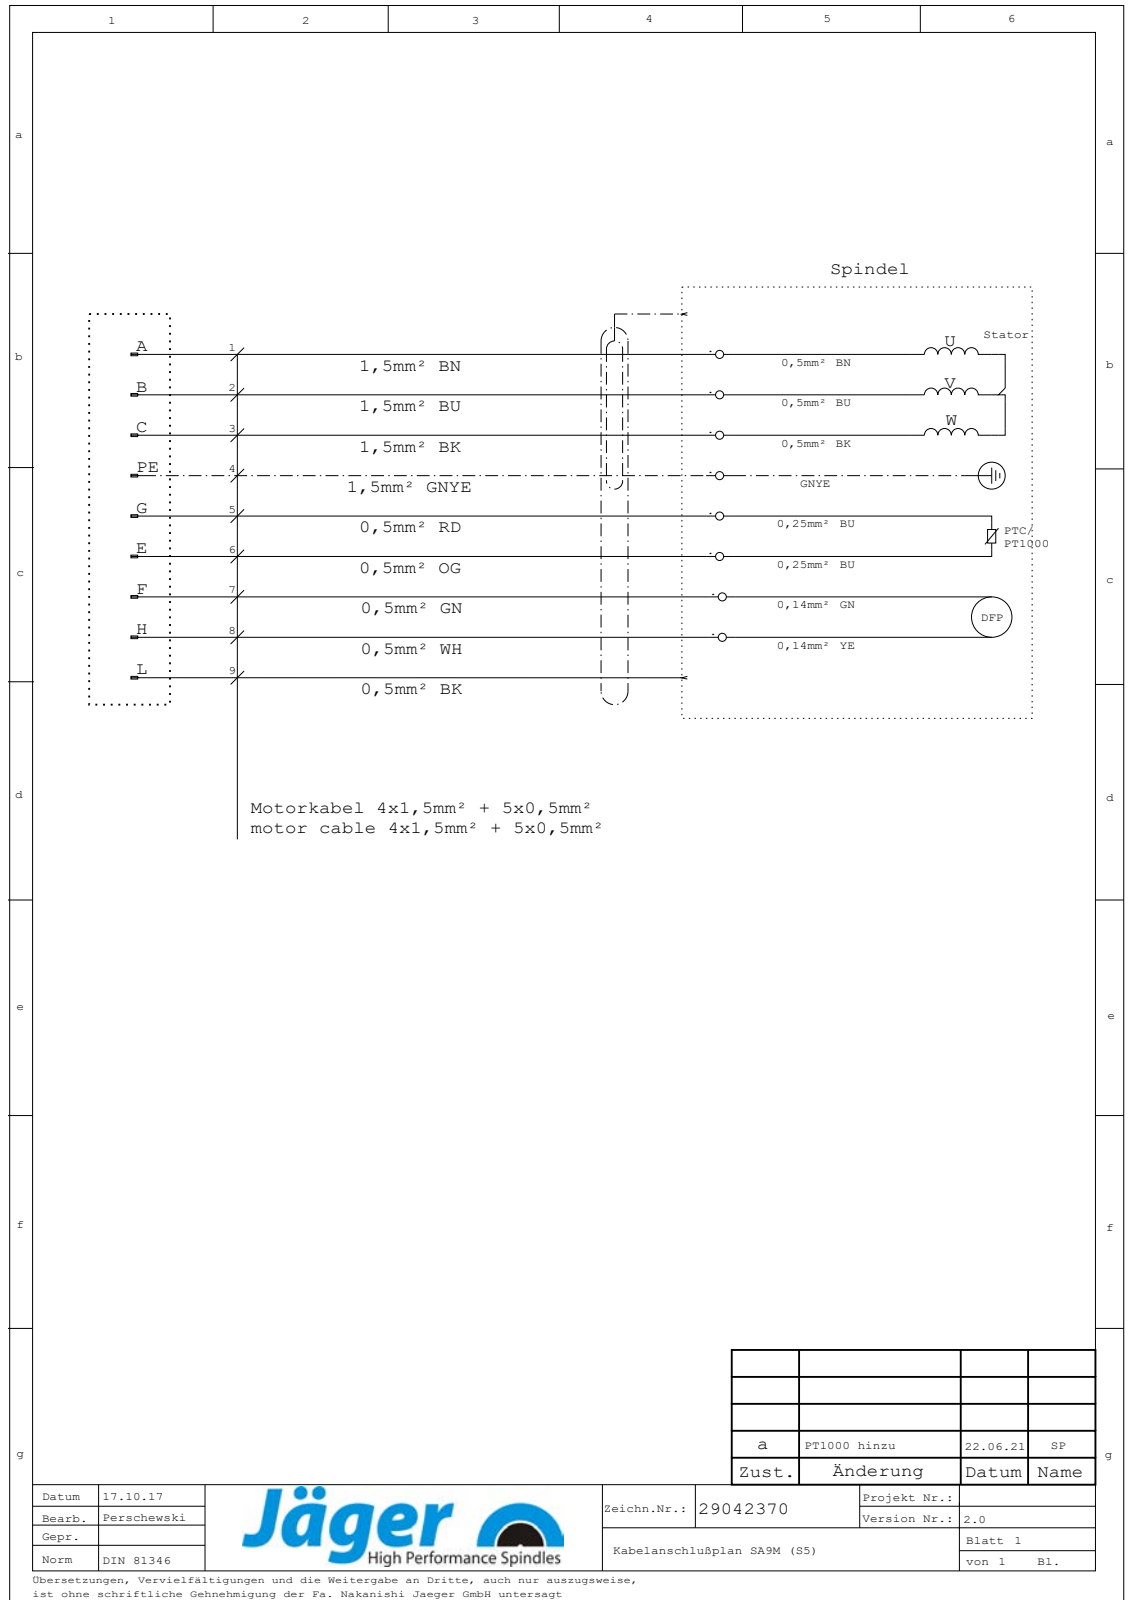 1 2 3 4 5 6
a a
Spindel
b b
A 1 1,5mm² BN 0,5mm² BN U Stator
B 2 1,5mm² BU 0,5mm² BU V
C 3 1,5mm² BK 0,5mm² BK W
PE 4 1,5mm² GNYE GNYE
G 5 0,5mm² RD 0,25mm² BU PTC/
PT1000
E 6 0,5mm² OG 0,25mm² BU
c c
F 7 0,5mm² GN 0,14mm² GN DFP
H 8 0,5mm² WH 0,14mm² YE
L 9 0,5mm² BK
d d
Motorkabel 4x1,5mm² + 5x0,5mm²
motor cable 4x1,5mm² + 5x0,5mm²
e e
f f
g g
a PT1000 hinzu 22.06.21 SP
Zust. Änderung Datum Name
Datum 17.10.17
Bearb. Perschewski
Gepr.
Norm DIN 81346
Jäger
High Performance Spindles
Zeichn.Nr.: 29042370
Projekt Nr.:
Version Nr.: 2.0
Kabelanschlußplan SA9M (S5)
Blatt 1
von 1 Bl.
Übersetzungen, Vervielfältigungen und die Weitergabe an Dritte, auch nur auszugsweise,
ist ohne schriftliche Gehnehmigung der Fa. Nakanishi Jaeger GmbH untersagt